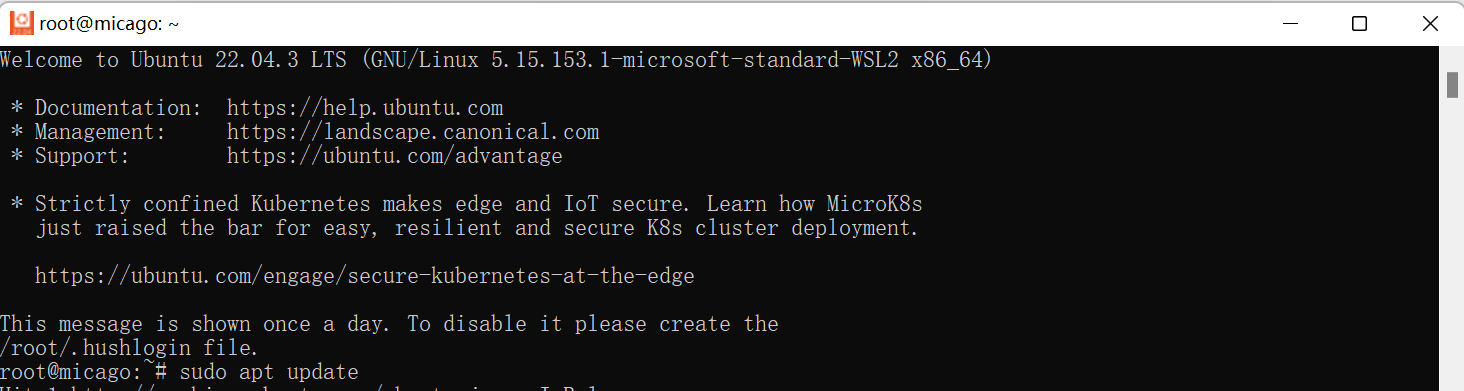 root@micago: ~
Welcome to Ubuntu 22.04.3 LTS (GNU/Linux 5.15.153.1-microsoft-standard-WSL2 x86_64)
* Documentation: https://help.ubuntu.com
* Management: https://landscape.canonical.com
* Support: https://ubuntu.com/advantage
* Strictly confined Kubernetes makes edge and IoT secure. Learn how MicroK8s
just raised the bar for easy, resilient and secure K8s cluster deployment.
https://ubuntu.com/engage/secure-kubernetes-at-the-edge
This message is shown once a day. To disable it please create the
/root/.hushlogin file.
root@micago:~# sudo apt update